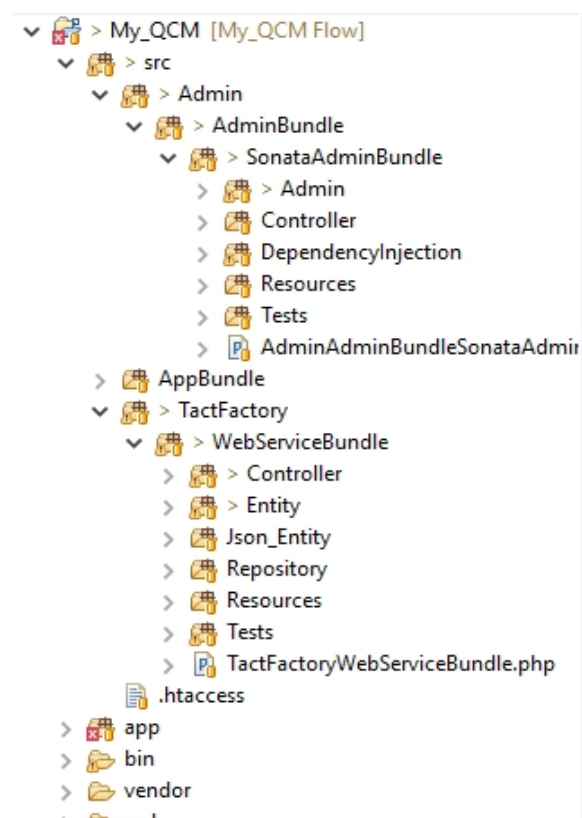 > My_QCM [My_QCM Flow]
> src
> Admin
> AdminBundle
> SonataAdminBundle
> Admin
Controller
DependencyInjection
Resources
Tests
AdminAdminBundleSonataAdmin
AppBundle
> TactFactory
> WebServiceBundle
> Controller
> Entity
Json_Entity
Repository
Resources
Tests
TactFactoryWebServiceBundle.php
.htaccess
app
bin
vendor